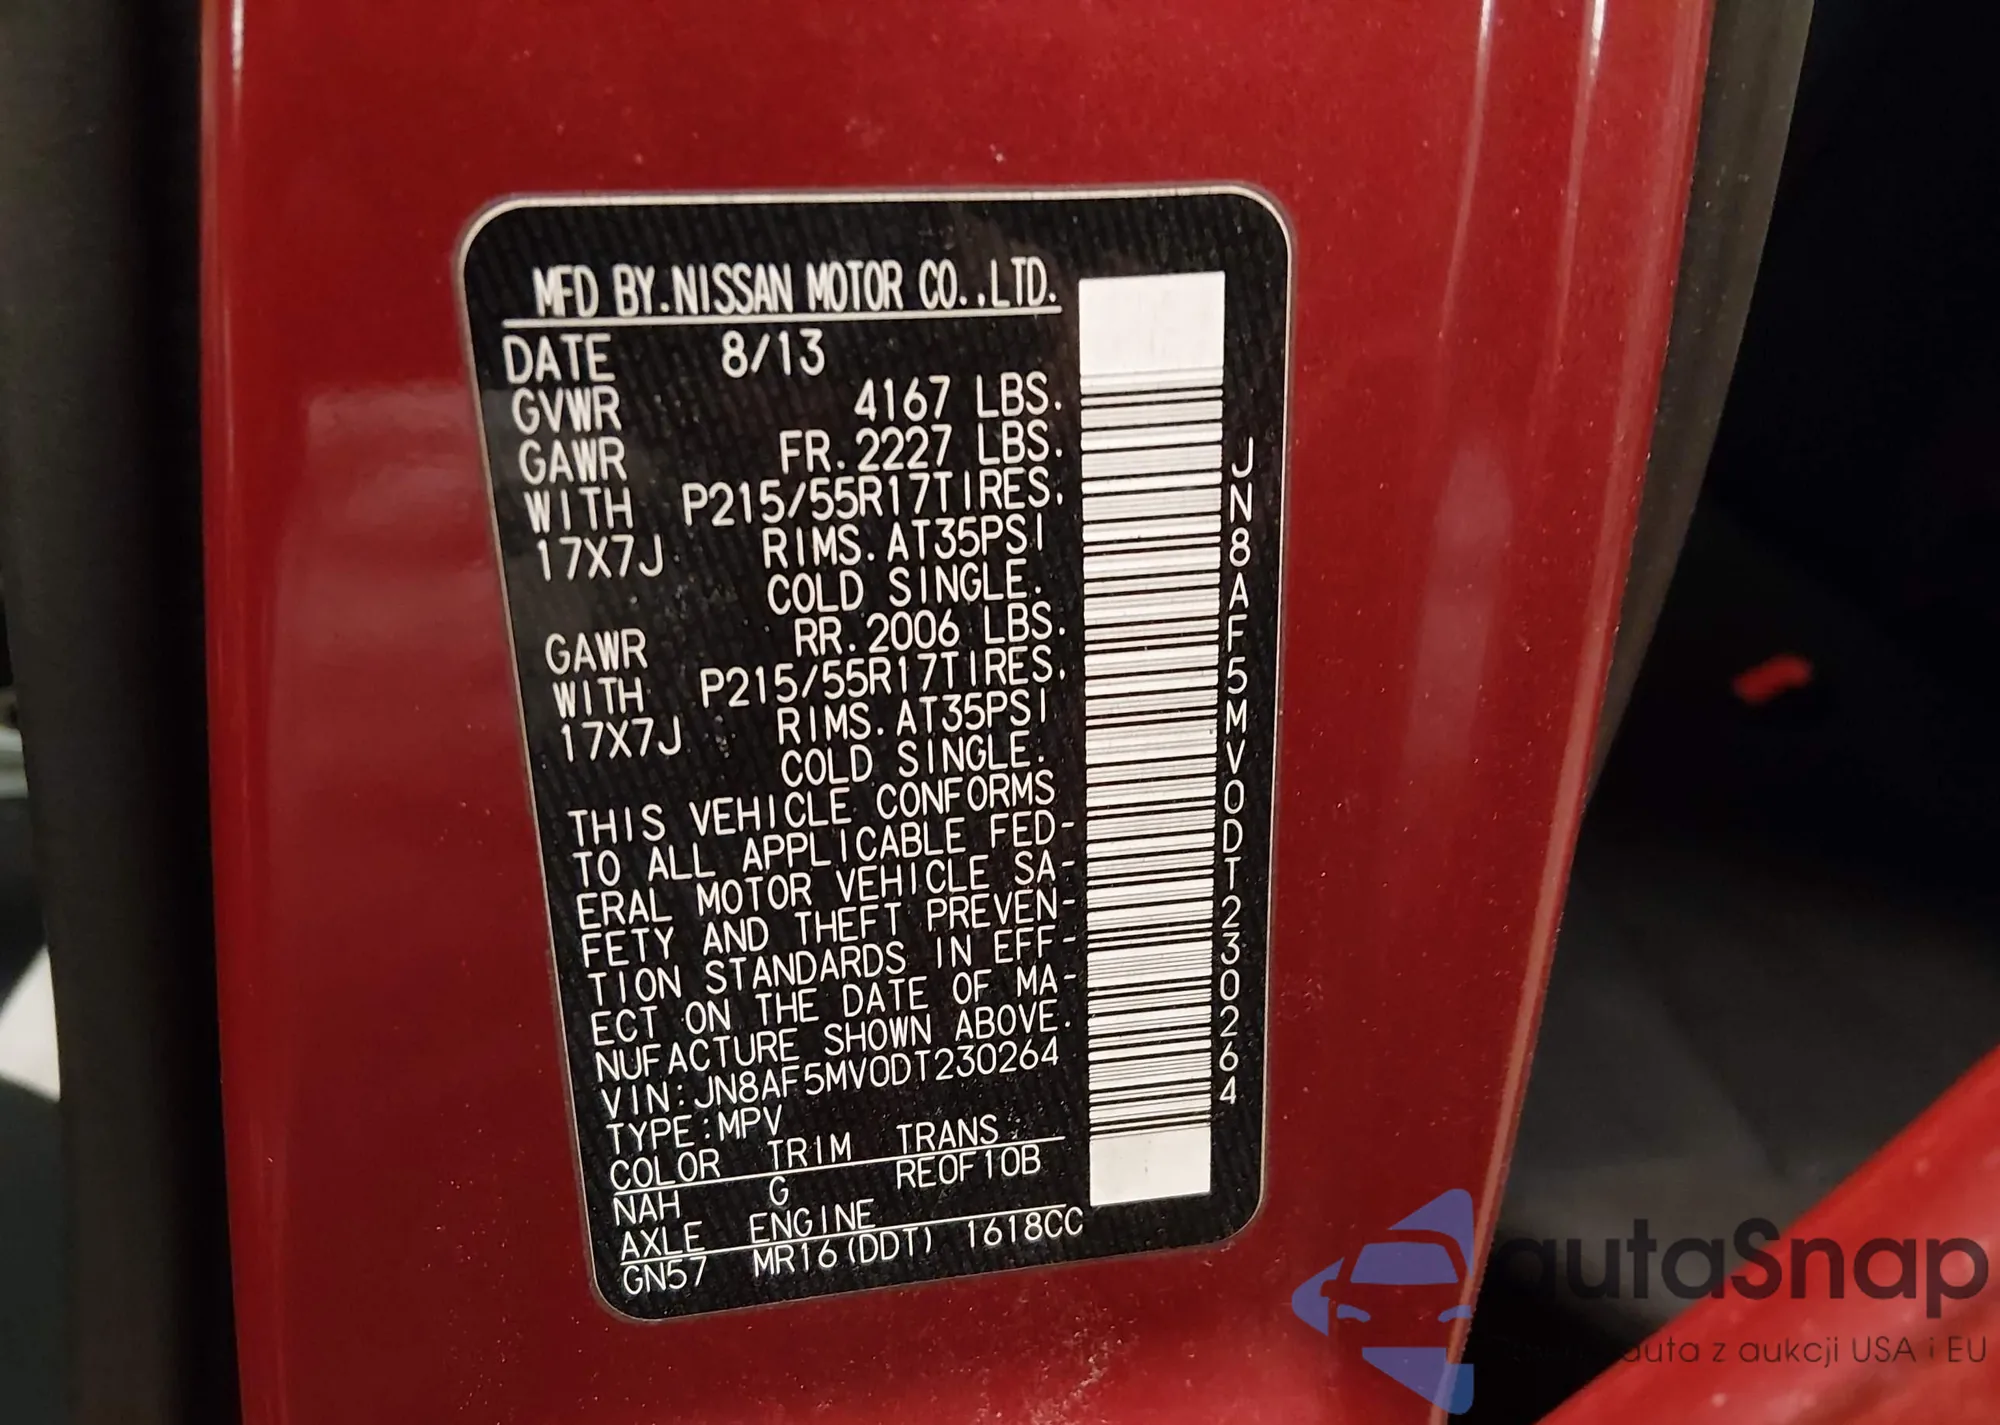 MFD BY.NISSAN MOTOR CO.,LTD.
DATE 8/13
GVWR 4167 LBS.
GAWR FR.2227 LBS.
WITH P215/55R17TIRES.
17X7J RIMS.AT35PSI
COLD SINGLE.
GAWR RR.2006 LBS.
WITH P215/55R17TIRES.
17X7J RIMS.AT35PSI
COLD SINGLE.
THIS VEHICLE CONFORMS
TO ALL APPLICABLE FED-
ERAL MOTOR VEHICLE SA-
FETY AND THEFT PREVEN-
TION STANDARDS IN EFF-
ECT ON THE DATE OF MA-
NUFACTURE SHOWN ABOVE.
VIN:JN8AF5MV0DT230264
TYPE:MPV
COLOR TRIM TRANS
NAH G RE0F10B
AXLE ENGINE
GN57 MR16(DDT) 1618CC
JN8AF5MV0DT230264
autaSnap
auta z aukcji USA i EU